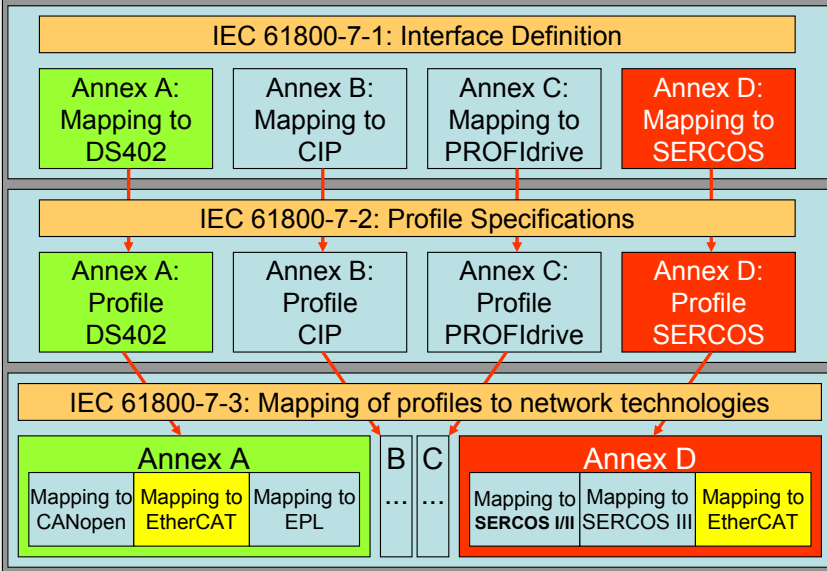 IEC 61800-7-1: Interface Definition
Annex A:
Mapping to
DS402
Annex B:
Mapping to
CIP
Annex C:
Mapping to
PROFIdrive
Annex D:
Mapping to
SERCOS
IEC 61800-7-2: Profile Specifications
Annex A:
Profile
DS402
Annex B:
Profile
CIP
Annex C:
Profile
PROFIdrive
Annex D:
Profile
SERCOS
IEC 61800-7-3: Mapping of profiles to network technologies
Annex A
Mapping to
CANopen
Mapping to
EtherCAT
Mapping to
EPL
B
...
C
...
Annex D
Mapping to
SERCOS I/II
Mapping to
SERCOS III
Mapping to
EtherCAT